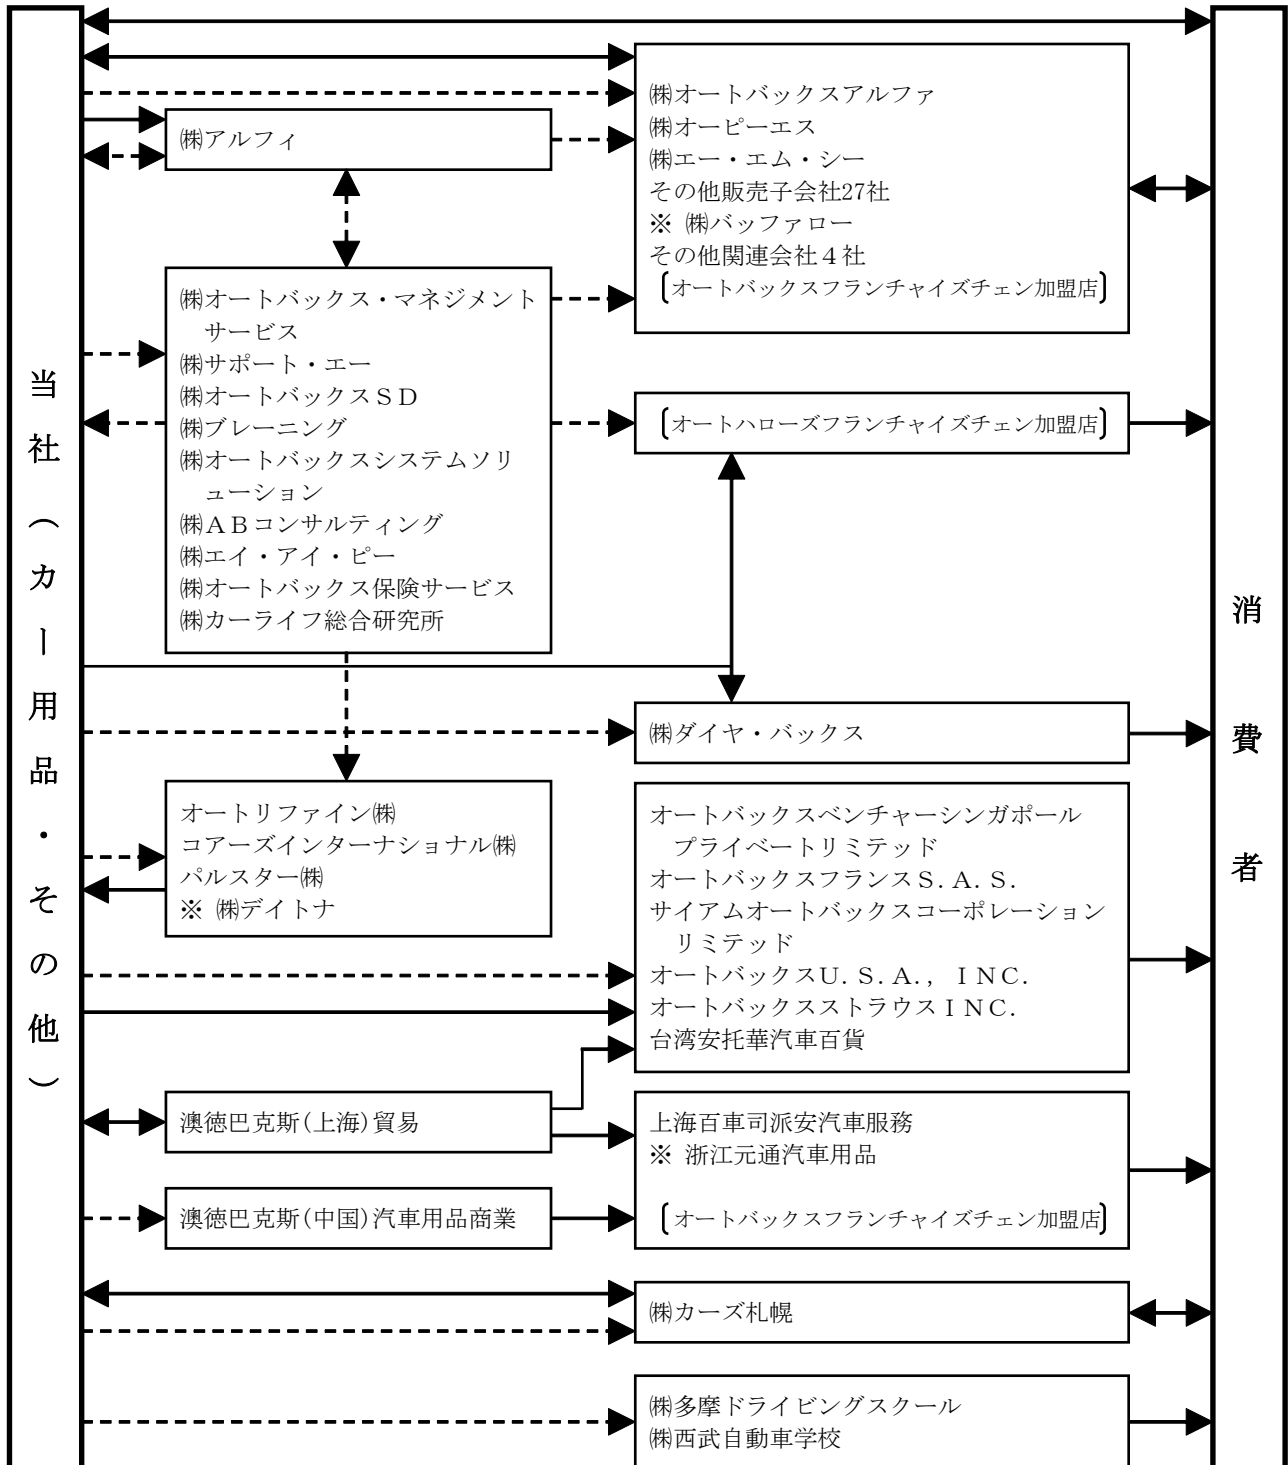 ㈱オートバックスアルファ
㈱オーピーエス
㈱エー・エム・シー
その他販売子会社27社
※ ㈱バッファロー
その他関連会社４社
〔オートバックスフランチャイズチェン加盟店〕
㈱アルフィ
㈱オートバックス・マネジメント
サービス
㈱サポート・エー
㈱オートバックスＳＤ
㈱ブレーニング
㈱オートバックスシステムソリ
ューション
㈱ＡＢコンサルティング
㈱エイ・アイ・ピー
㈱オートバックス保険サービス
㈱カーライフ総合研究所
〔オートハローズフランチャイズチェン加盟店〕
当社（カー用品・その他）
消費者
㈱ダイヤ・バックス
オートリファイン㈱
コアーズインターナショナル㈱
パルスター㈱
※ ㈱デイトナ
オートバックスベンチャーシンガポール
プライベートリミテッド
オートバックスフランスＳ．Ａ．Ｓ．
サイアムオートバックスコーポレーション
リミテッド
オートバックスＵ．Ｓ．Ａ．，ＩＮＣ．
オートバックスストラウスＩＮＣ．
台湾安托華汽車百貨
澳徳巴克斯(上海)貿易
上海百車司派安汽車服務
※ 浙江元通汽車用品
〔オートバックスフランチャイズチェン加盟店〕
澳徳巴克斯(中国)汽車用品商業
㈱カーズ札幌
㈱多摩ドライビングスクール
㈱西武自動車学校